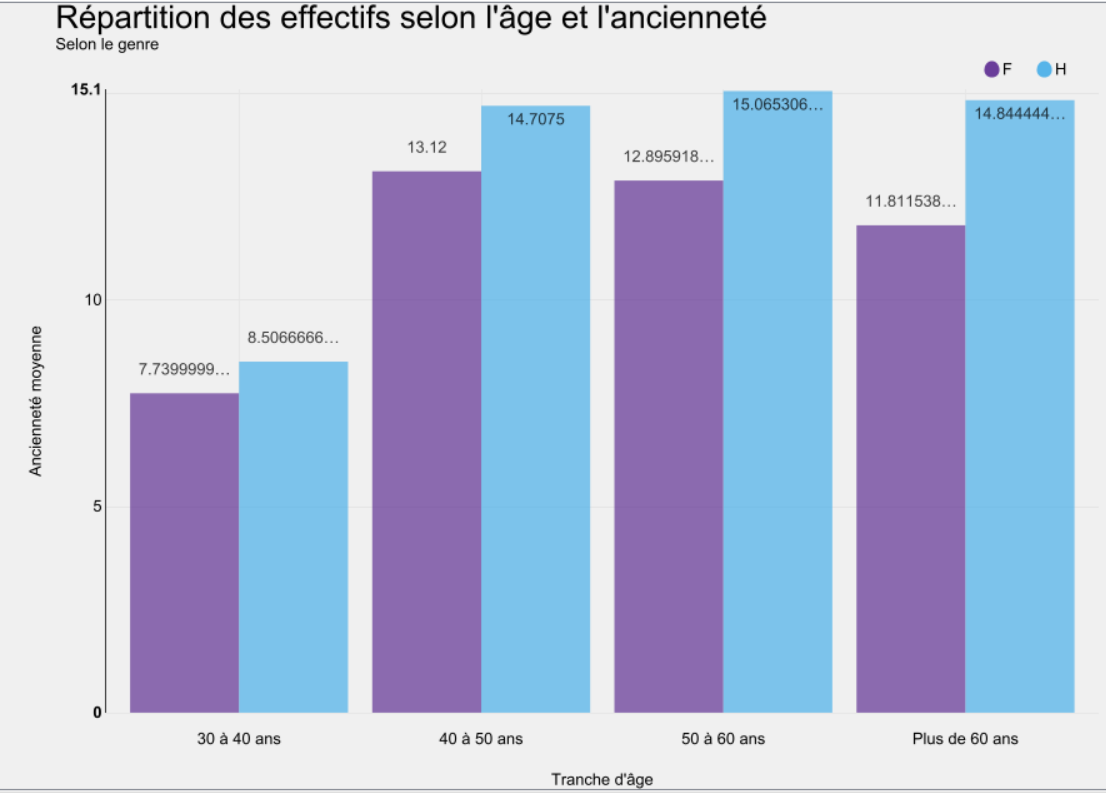 Répartition des effectifs selon l'âge et l'ancienneté
Selon le genre
F H
15.1
10
5
0
Ancienneté moyenne
7.7399999…
8.5066666…
13.12
14.7075
12.895918…
15.065306…
11.811538…
14.844444…
30 à 40 ans
40 à 50 ans
50 à 60 ans
Plus de 60 ans
Tranche d'âge